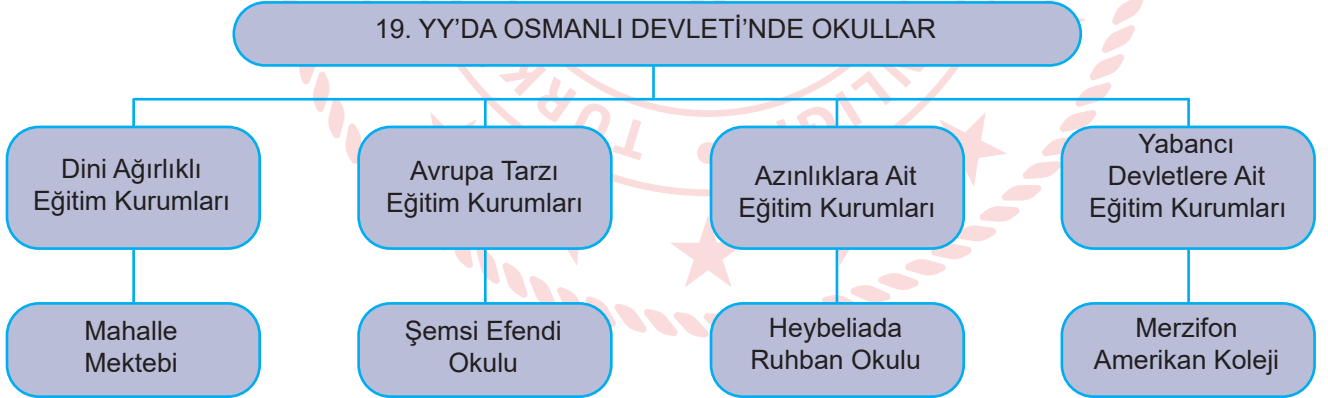 19. YY’DA OSMANLI DEVLETİ’NDE OKULLAR
Dini Ağırlıklı
Eğitim Kurumları
Avrupa Tarzı
Eğitim Kurumları
Azınlıklara Ait
Eğitim Kurumları
Yabancı
Devletlere Ait
Eğitim Kurumları
Mahalle
Mektebi
Şemsi Efendi
Okulu
Heybeliada
Ruhban Okulu
Merzifon
Amerikan Koleji